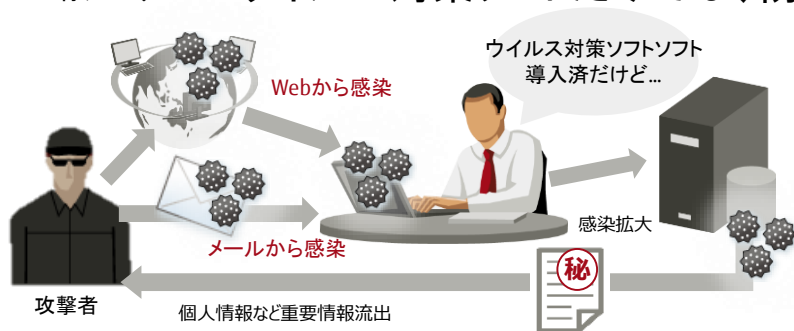 ウイルス対策ソフトソフト
導入済だけど...
Webから感染
メールから感染
感染拡大
秘
攻撃者
個人情報など重要情報流出